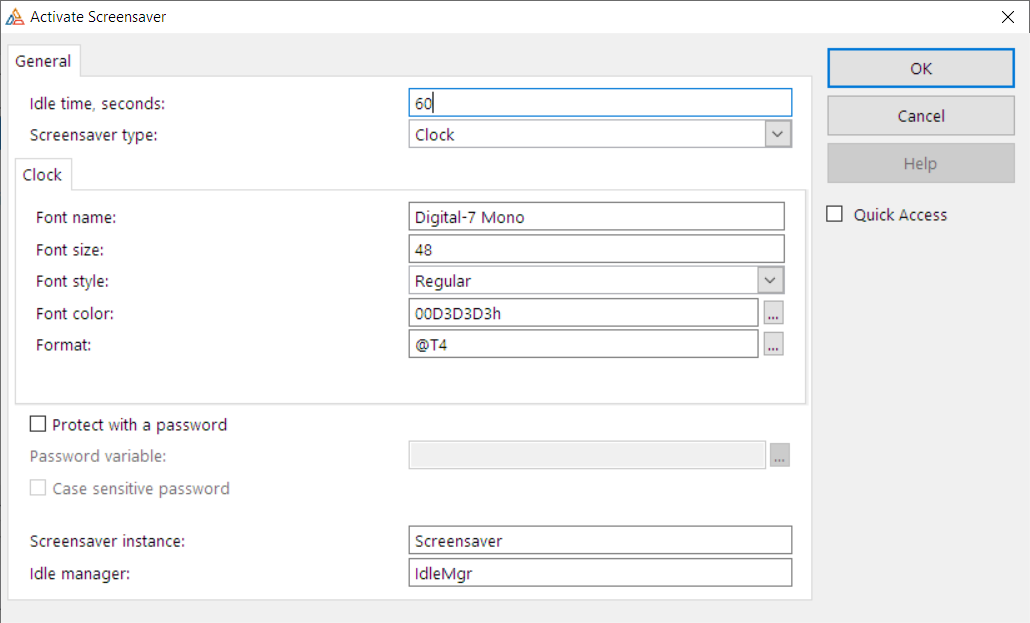 Activate Screensaver
General
Idle time, seconds: 60
Screensaver type: Clock
Clock
Font name: Digital-7 Mono
Font size: 48
Font style: Regular
Font color: 00D3D3D3h ...
Format: @T4 ...
Protect with a password
Password variable: ...
Case sensitive password
Screensaver instance: Screensaver
Idle manager: IdleMgr
OK
Cancel
Help
Quick Access